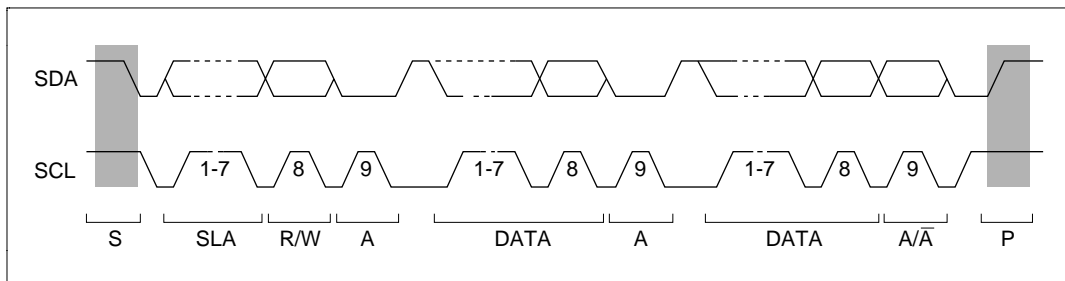 SDA
SCL
1-7 8 9 1-7 8 9 1-7 8 9
S SLA R/W A DATA A DATA A/A̅ P